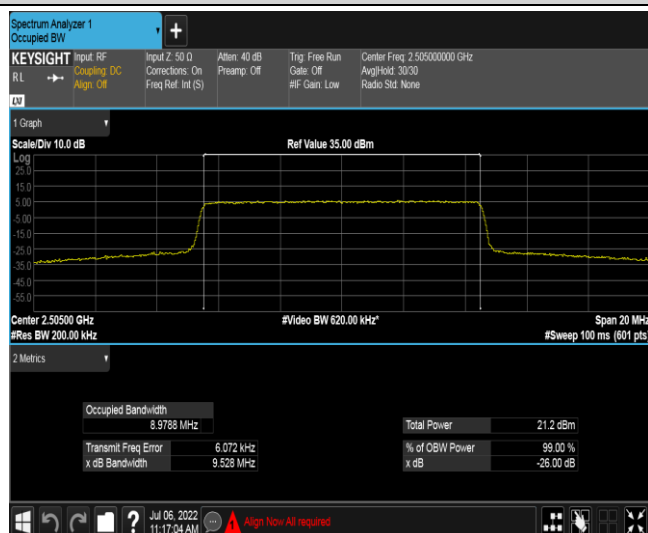 Spectrum Analyzer 1
Occupied BW
+
KEYSIGHT Input: RF Input Z: 50 Ω Atten: 40 dB Trig: Free Run Center Freq: 2.505000000 GHz
RL Coupling: DC Corrections: On Preamp: Off Gate: Off Avg|Hold: 30/30
Align: Off Freq Ref: Int (S) #IF Gain: Low Radio Std: None
LXI
1 Graph
Scale/Div 10.0 dB Ref Value 35.00 dBm
Log
25.0
15.0
5.00
-5.00
-15.0
-25.0
-35.0
-45.0
-55.0
Center 2.50500 GHz #Video BW 620.00 kHz* Span 20 MHz
#Res BW 200.00 kHz #Sweep 100 ms (601 pts)
2 Metrics
Occupied Bandwidth
8.9788 MHz Total Power 21.2 dBm
Transmit Freq Error 6.072 kHz % of OBW Power 99.00 %
x dB Bandwidth 9.528 MHz x dB -26.00 dB
? Jul 06, 2022 Align Now All required
11:17:04 AM